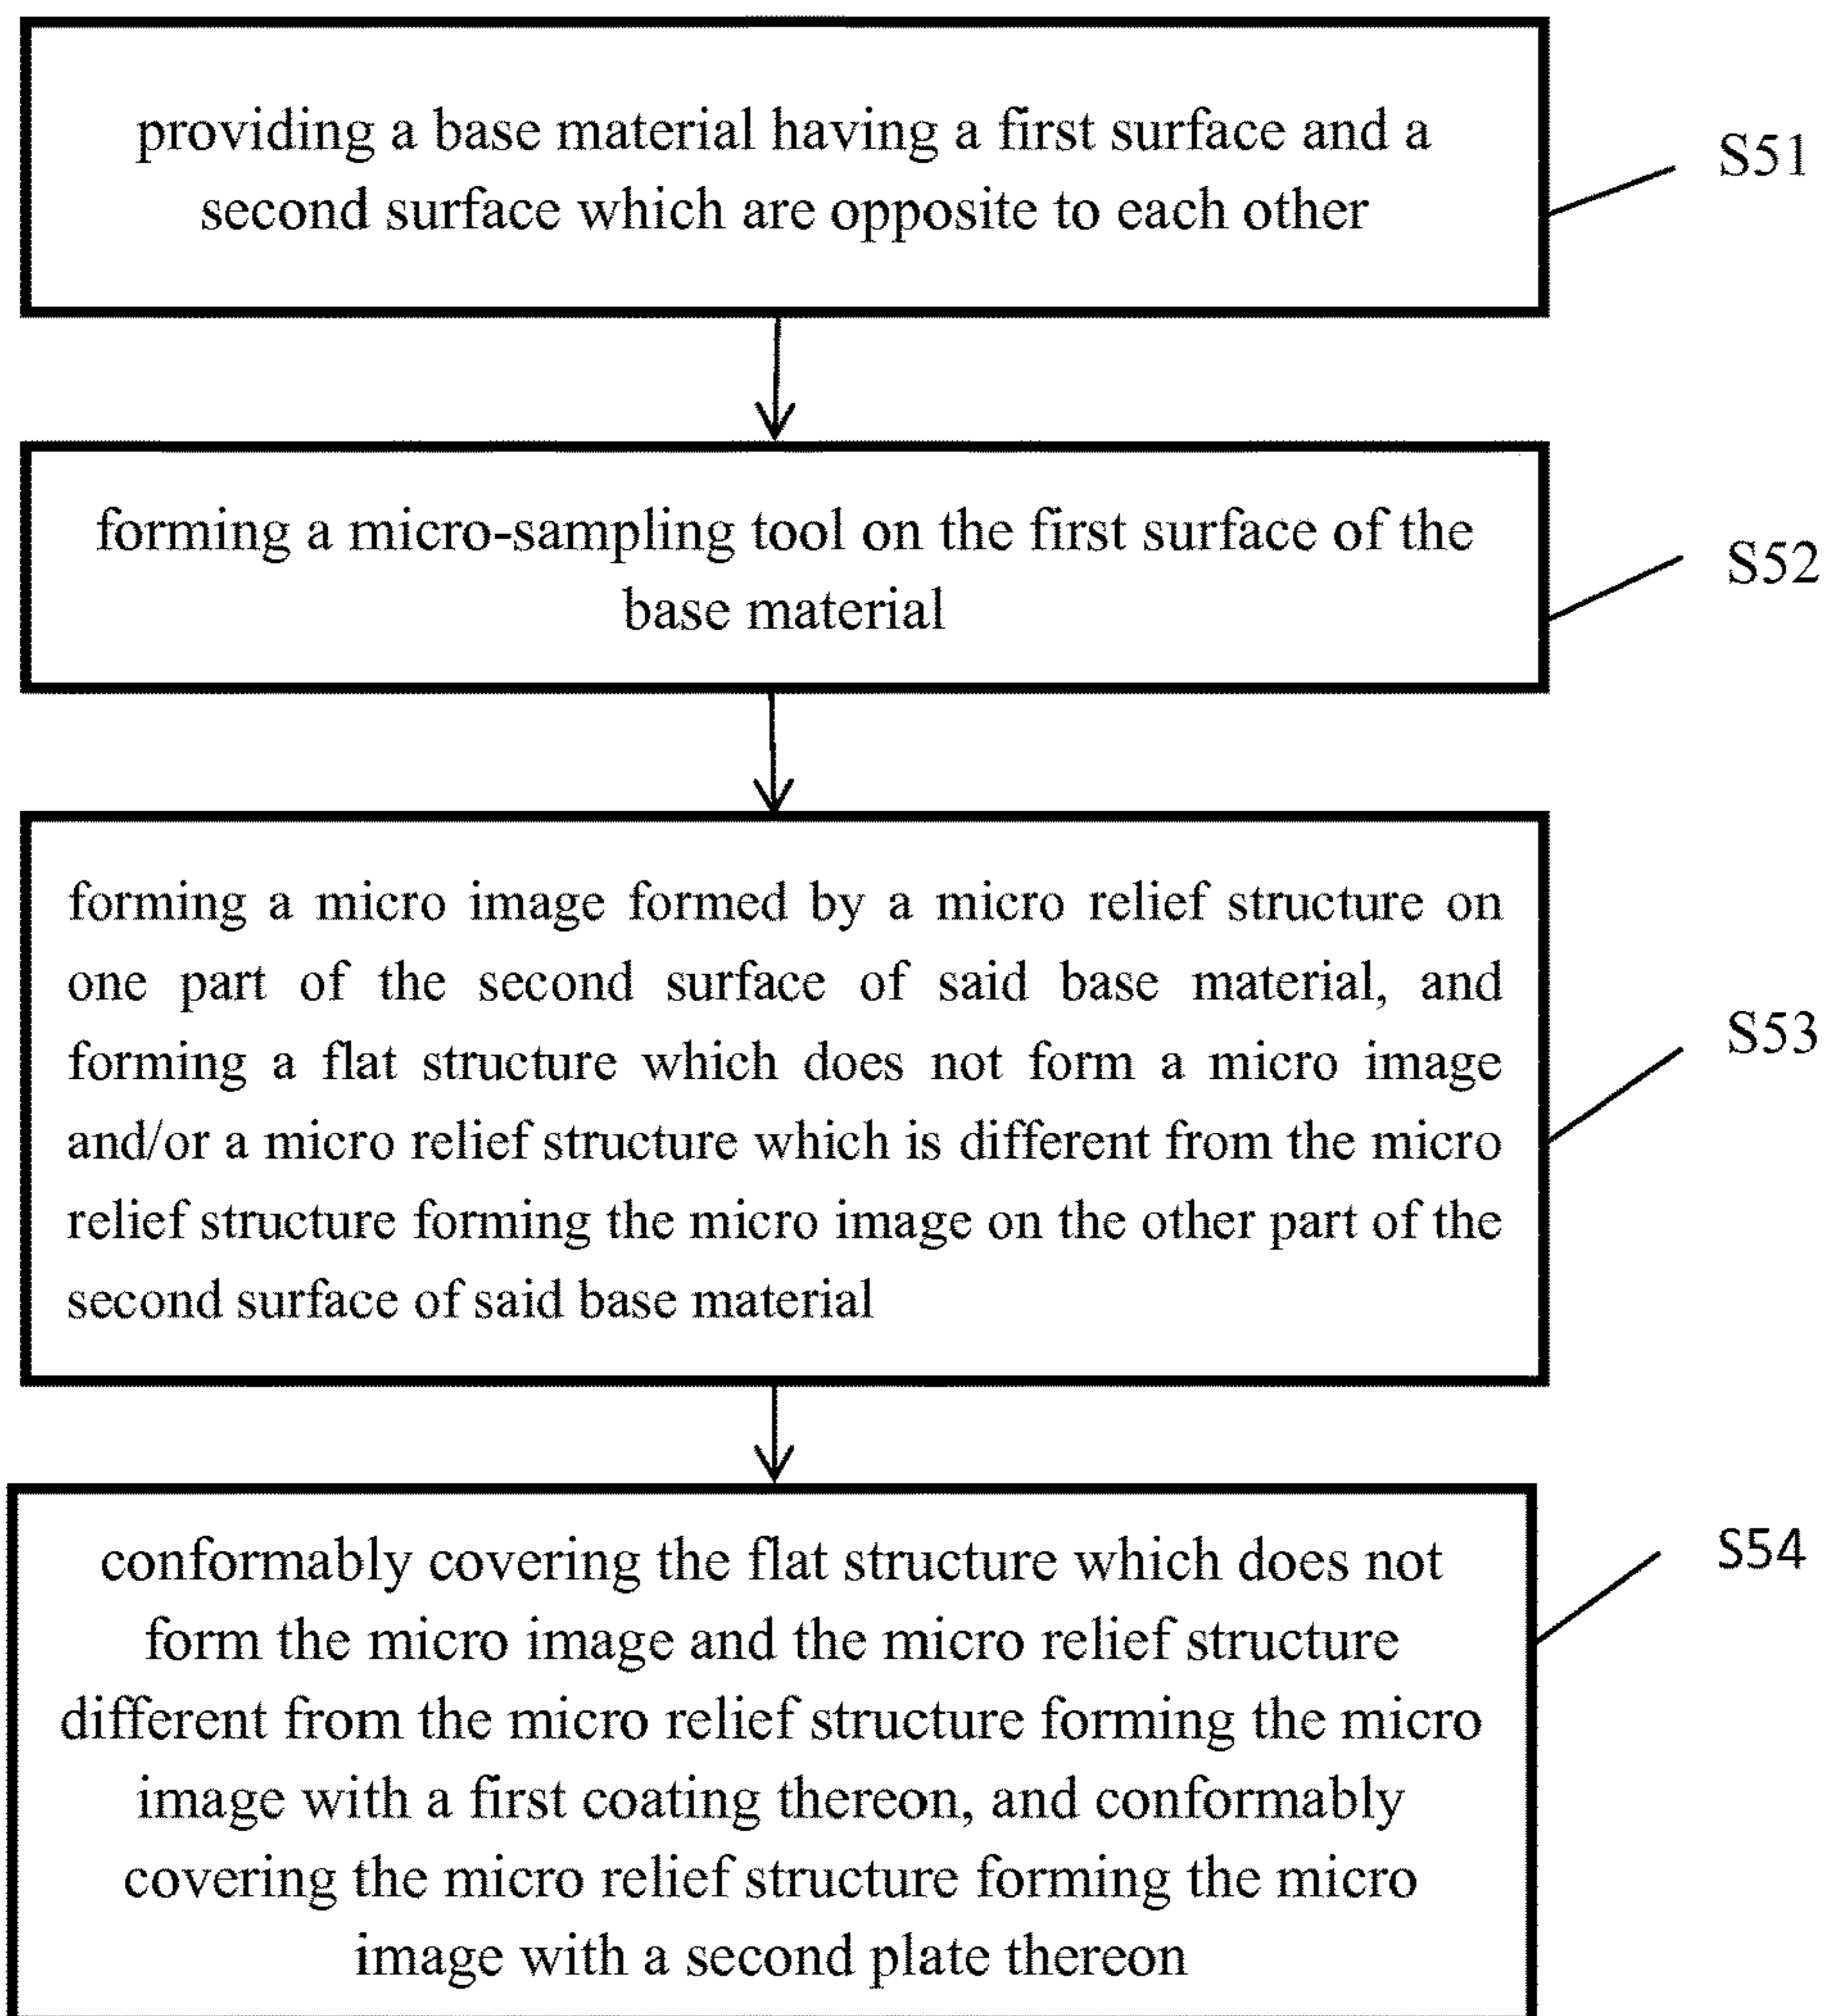 providing a base material having a first surface and a
second surface which are opposite to each other
S51
forming a micro-sampling tool on the first surface of the
base material
S52
forming a micro image formed by a micro relief structure on
one part of the second surface of said base material, and
forming a flat structure which does not form a micro image
and/or a micro relief structure which is different from the micro
relief structure forming the micro image on the other part of the
second surface of said base material
S53
conformably covering the flat structure which does not
form the micro image and the micro relief structure
different from the micro relief structure forming the micro
image with a first coating thereon, and conformably
covering the micro relief structure forming the micro
image with a second plate thereon
S54